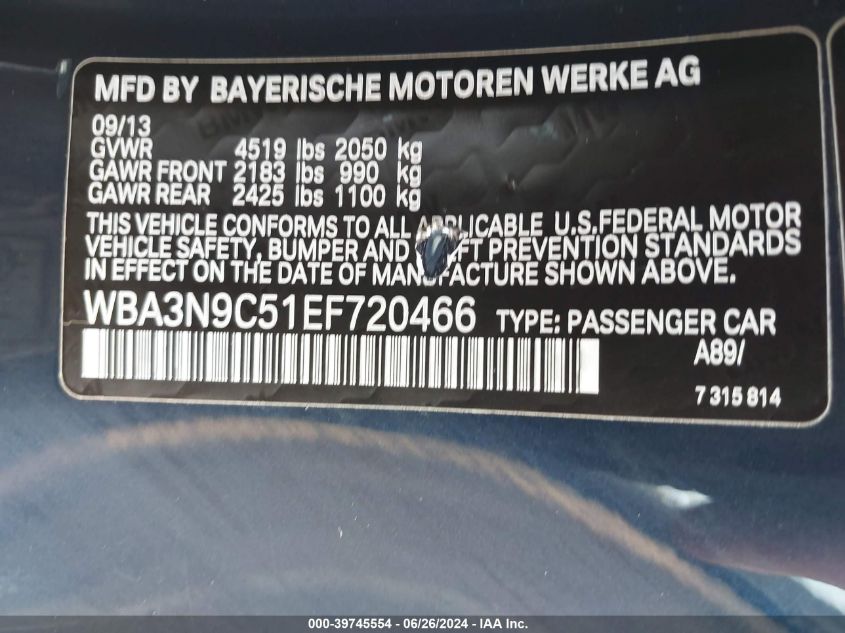 MFD BY BAYERISCHE MOTOREN WERKE AG
09/13
GVWR 4519 lbs 2050 kg
GAWR FRONT 2183 lbs 990 kg
GAWR REAR 2425 lbs 1100 kg
THIS VEHICLE CONFORMS TO ALL APPLICABLE U.S.FEDERAL MOTOR
VEHICLE SAFETY, BUMPER AND THEFT PREVENTION STANDARDS
IN EFFECT ON THE DATE OF MANUFACTURE SHOWN ABOVE.
WBA3N9C51EF720466 TYPE: PASSENGER CAR
A89/
7 315 814
000-39745554 / 06/26/2024 - IAA Inc.